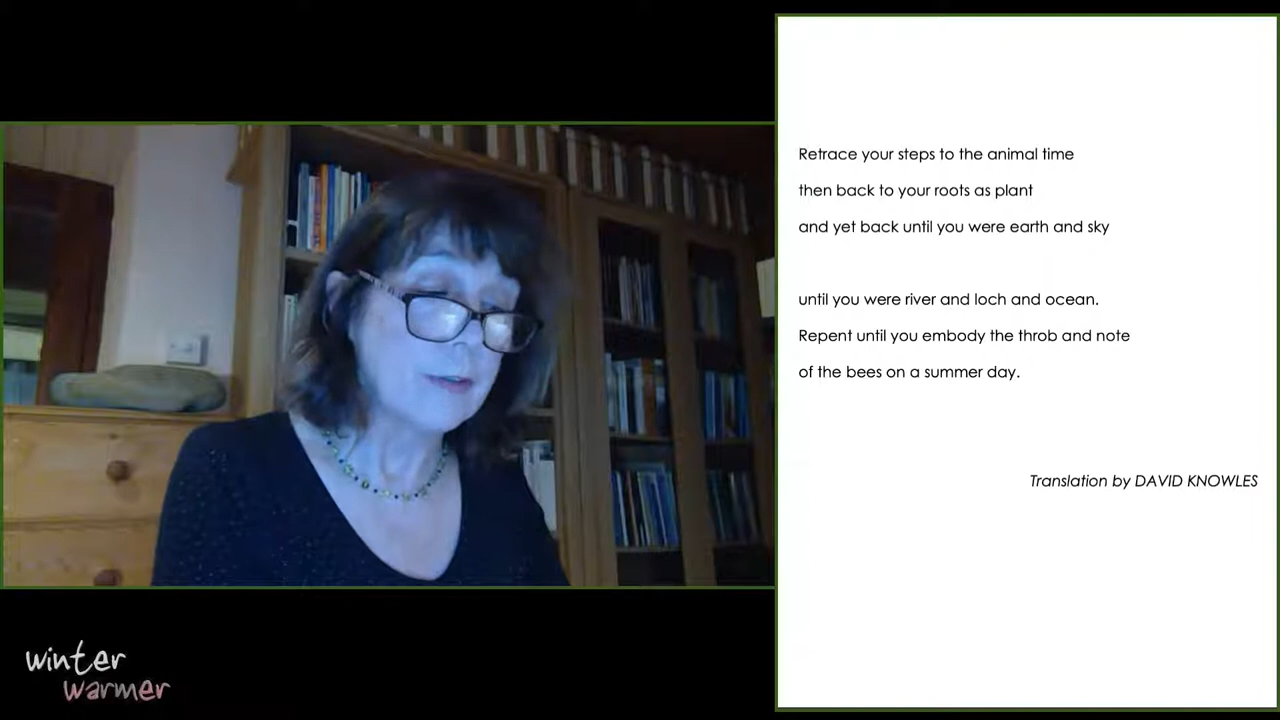 Retrace your steps to the animal time
then back to your roots as plant
and yet back until you were earth and sky
until you were river and loch and ocean.
Repent until you embody the throb and note
of the bees on a summer day.
Translation by DAVID KNOWLES
winter
warmer